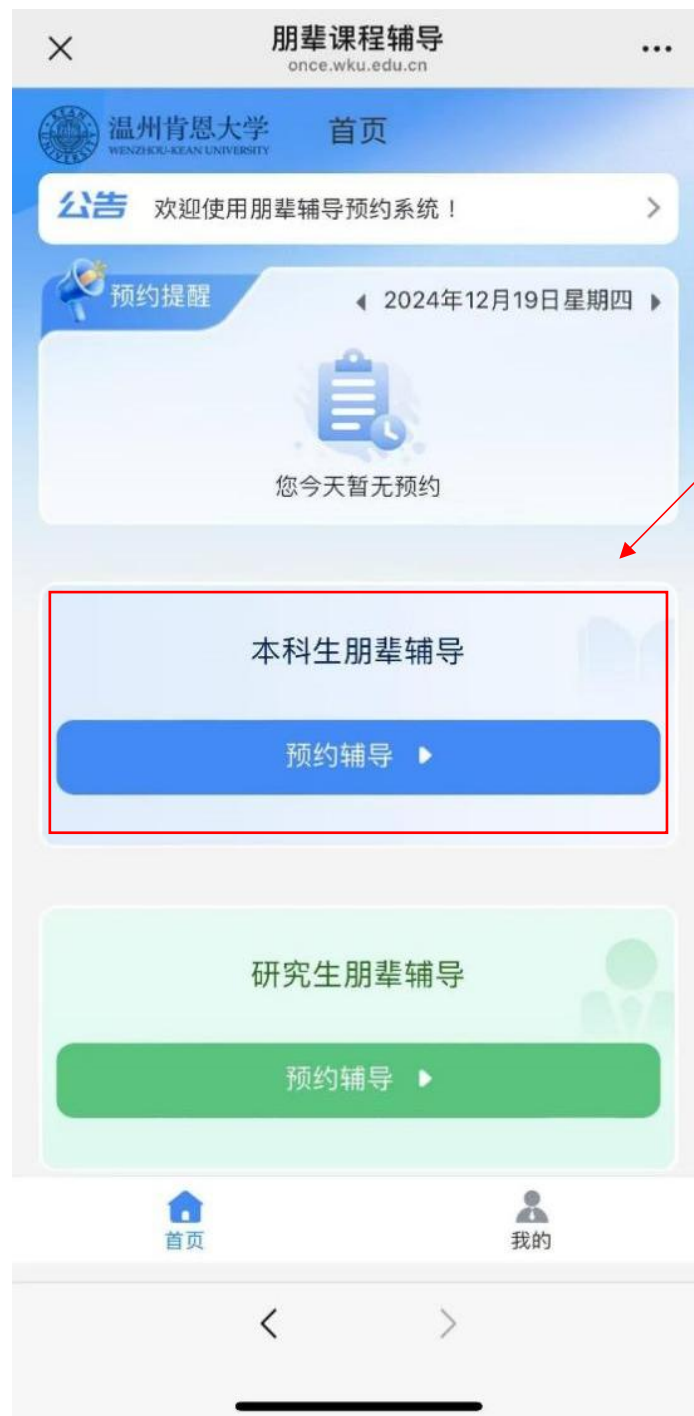 朋辈课程辅导
once.wku.edu.cn
温州肯恩大学
WENZHOU-KEAN UNIVERSITY
首页
公告 欢迎使用朋辈辅导预约系统！
预约提醒
2024年12月19日星期四
您今天暂无预约
本科生朋辈辅导
预约辅导
研究生朋辈辅导
预约辅导
首页
我的